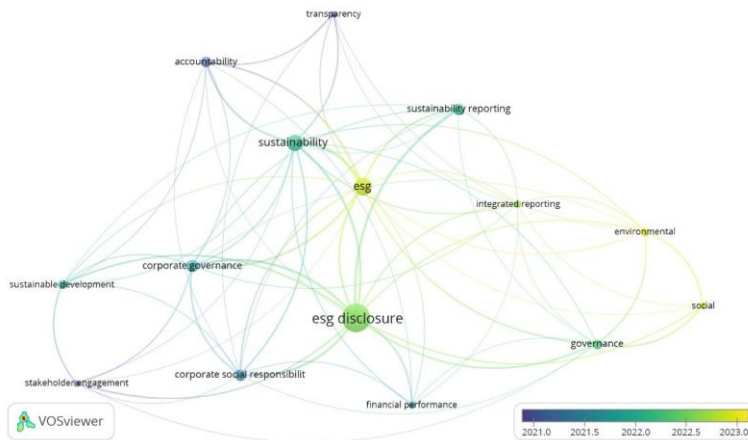 transparency
accountability
sustainability reporting
sustainability
esg
integrated reporting
environmental
corporate governance
sustainable development
social
esg disclosure
governance
corporate social responsibilit
stakeholder engagement
financial performance
VOSviewer
2021.0 2021.5 2022.0 2022.5 2023.0